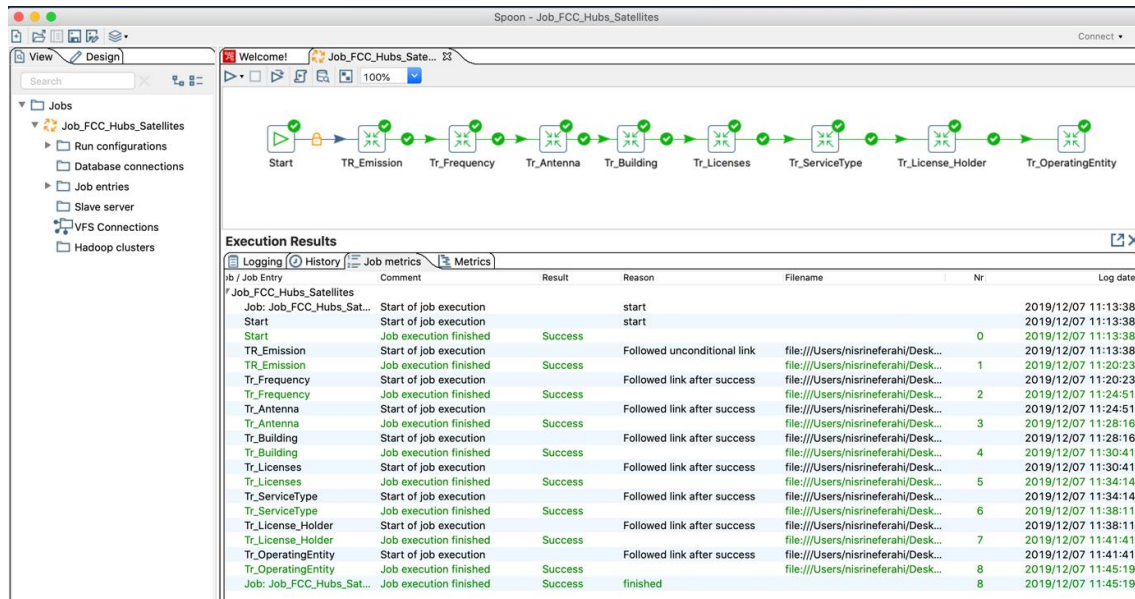 Spoon - Job_FCC_Hubs_Satellites
Connect
View Design
Welcome! Job_FCC_Hubs_Sate...
Search
100%
Jobs
Job_FCC_Hubs_Satellites
Run configurations
Database connections
Job entries
Slave server
VFS Connections
Hadoop clusters
Start TR_Emission Tr_Frequency Tr_Antenna Tr_Building Tr_Licenses Tr_ServiceType Tr_License_Holder Tr_OperatingEntity
Execution Results
Logging History Job metrics Metrics
ob / Job Entry Comment Result Reason Filename Nr Log date
Job_FCC_Hubs_Satellites
Job: Job_FCC_Hubs_Sat... Start of job execution start 2019/12/07 11:13:38
Start Start of job execution start 2019/12/07 11:13:38
Start Job execution finished Success 0 2019/12/07 11:13:38
TR_Emission Start of job execution Followed unconditional link file:///Users/nisrineferahi/Desk... 2019/12/07 11:13:38
TR_Emission Job execution finished Success file:///Users/nisrineferahi/Desk... 1 2019/12/07 11:20:23
Tr_Frequency Start of job execution Followed link after success file:///Users/nisrineferahi/Desk... 2019/12/07 11:20:23
Tr_Frequency Job execution finished Success file:///Users/nisrineferahi/Desk... 2 2019/12/07 11:24:51
Tr_Antenna Start of job execution Followed link after success file:///Users/nisrineferahi/Desk... 2019/12/07 11:24:51
Tr_Antenna Job execution finished Success file:///Users/nisrineferahi/Desk... 3 2019/12/07 11:28:16
Tr_Building Start of job execution Followed link after success file:///Users/nisrineferahi/Desk... 2019/12/07 11:28:16
Tr_Building Job execution finished Success file:///Users/nisrineferahi/Desk... 4 2019/12/07 11:30:41
Tr_Licenses Start of job execution Followed link after success file:///Users/nisrineferahi/Desk... 2019/12/07 11:30:41
Tr_Licenses Job execution finished Success file:///Users/nisrineferahi/Desk... 5 2019/12/07 11:34:14
Tr_ServiceType Start of job execution Followed link after success file:///Users/nisrineferahi/Desk... 2019/12/07 11:34:14
Tr_ServiceType Job execution finished Success file:///Users/nisrineferahi/Desk... 6 2019/12/07 11:38:11
Tr_License_Holder Start of job execution Followed link after success file:///Users/nisrineferahi/Desk... 2019/12/07 11:38:11
Tr_License_Holder Job execution finished Success file:///Users/nisrineferahi/Desk... 7 2019/12/07 11:41:41
Tr_OperatingEntity Start of job execution Followed link after success file:///Users/nisrineferahi/Desk... 2019/12/07 11:41:41
Tr_OperatingEntity Job execution finished Success file:///Users/nisrineferahi/Desk... 8 2019/12/07 11:45:19
Job: Job_FCC_Hubs_Sat... Job execution finished Success finished 8 2019/12/07 11:45:19